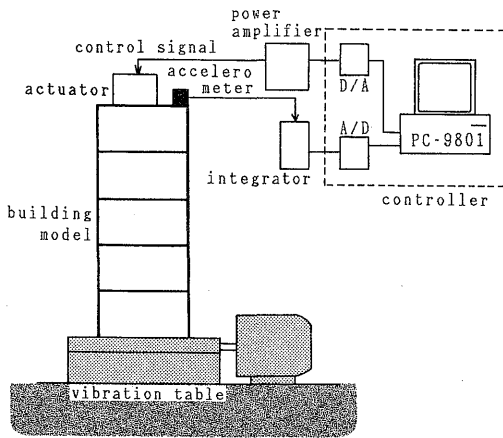 power
amplifier
control signal
accelero
meter
actuator
D/A
A/D
PC-9801
integrator
controller
building
model
vibration table